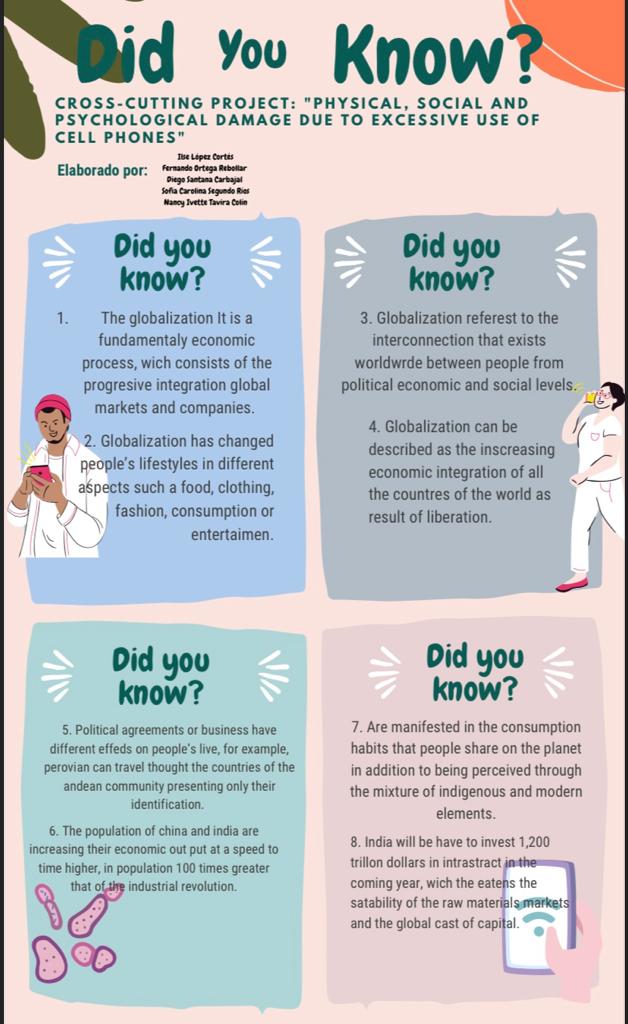 Did You Know?
CROSS-CUTTING PROJECT: "PHYSICAL, SOCIAL AND
PSYCHOLOGICAL DAMAGE DUE TO EXCESSIVE USE OF
CELL PHONES"
Elaborado por:
Ilse López Cortés
Fernando Ortega Rebollar
Diego Santana Carbajal
Sofia Carolina Segundo Rios
Nancy Ivette Tavira Colin
Did you
know?
1. The globalization It is a
fundamentaly economic
process, wich consists of the
progresive integration global
markets and companies.
2. Globalization has changed
people's lifestyles in different
aspects such a food, clothing,
fashion, consumption or
entertaimen.
Did you
know?
3. Globalization referest to the
interconnection that exists
worldwrde between people from
political economic and social levels.
4. Globalization can be
described as the inscreasing
economic integration of all
the countres of the world as
result of liberation.
Did you
know?
5. Political agreements or business have
different effeds on people's live, for example,
perovian can travel thought the countries of the
andean community presenting only their
identification.
6. The population of china and india are
increasing their economic out put at a speed to
time higher, in population 100 times greater
that of the industrial revolution.
Did you
know?
7. Are manifested in the consumption
habits that people share on the planet
in addition to being perceived through
the mixture of indigenous and modern
elements.
8. India will be have to invest 1,200
trillon dollars in intrastract in the
coming year, wich the eatens the
satability of the raw materials markets
and the global cast of capital.